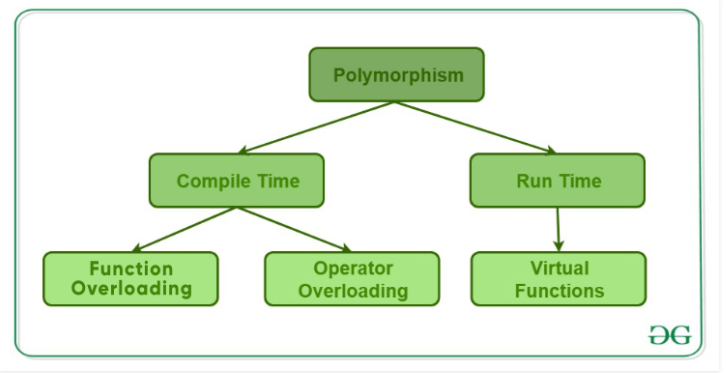 Polymorphism
Compile Time
Run Time
Function
Overloading
Operator
Overloading
Virtual
Functions